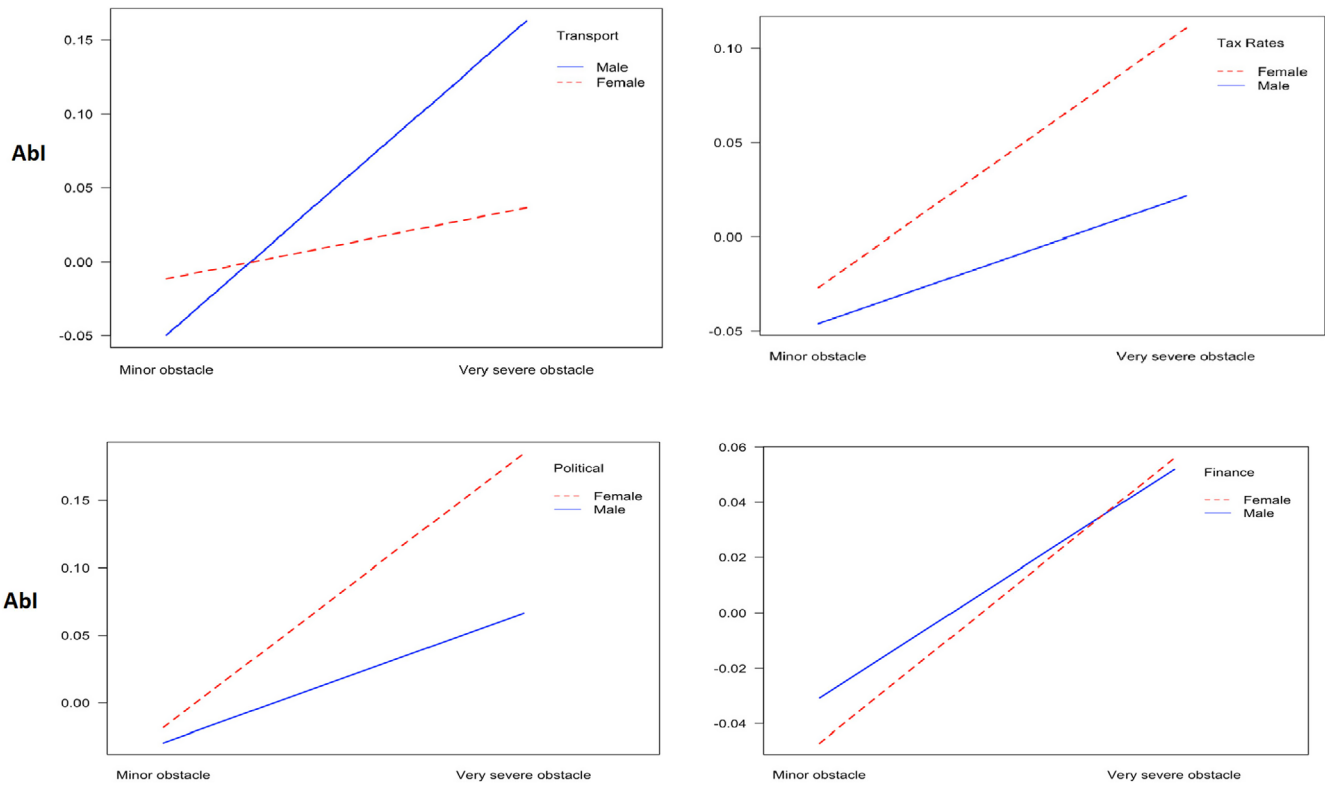 Transport
Male
Female
0.15
0.10
0.05
0.00
-0.05
AbI
Minor obstacle Very severe obstacle
Tax Rates
Female
Male
0.10
0.05
0.00
-0.05
Minor obstacle Very severe obstacle
Political
Female
Male
0.15
0.10
0.05
0.00
AbI
Minor obstacle Very severe obstacle
Finance
Female
Male
0.06
0.04
0.02
0.00
-0.02
-0.04
Minor obstacle Very severe obstacle